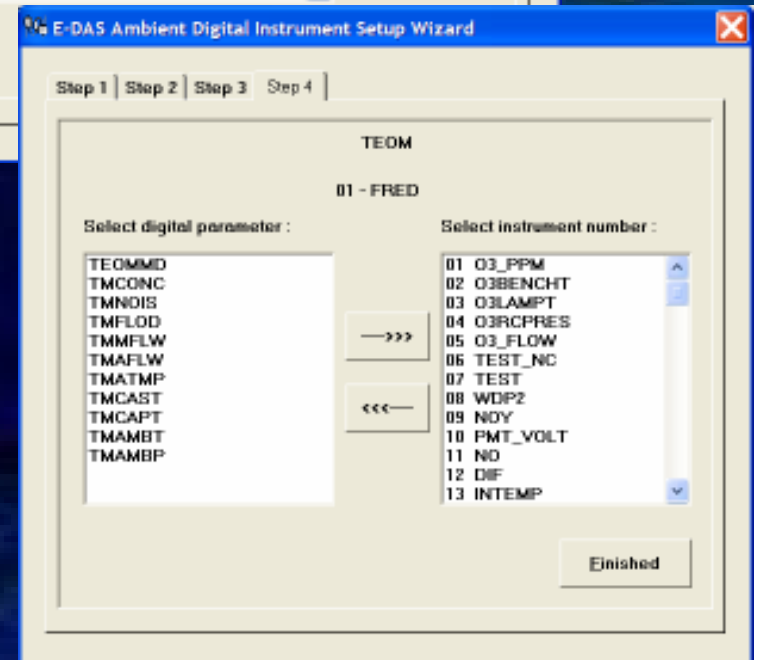 E-DAS Ambient Digital Instrument Setup Wizard
Step 1 Step 2 Step 3 Step 4
TEOM
01 - FRED
Select digital parameter :
TEOMMD
TMCONC
TMNOIS
TMFLOD
TMMFLW
TMAFLW
TMATMP
TMCAST
TMCAPT
TMAMBT
TMAMBP
—>>>
<<<—
Select instrument number :
01 O3_PPM
02 O3BENCHT
03 O3LAMPT
04 O3RCPRES
05 O3_FLOW
06 TEST_NC
07 TEST
08 WDP2
09 NOY
10 PMT_VOLT
11 NO
12 DIF
13 INTEMP
Finished